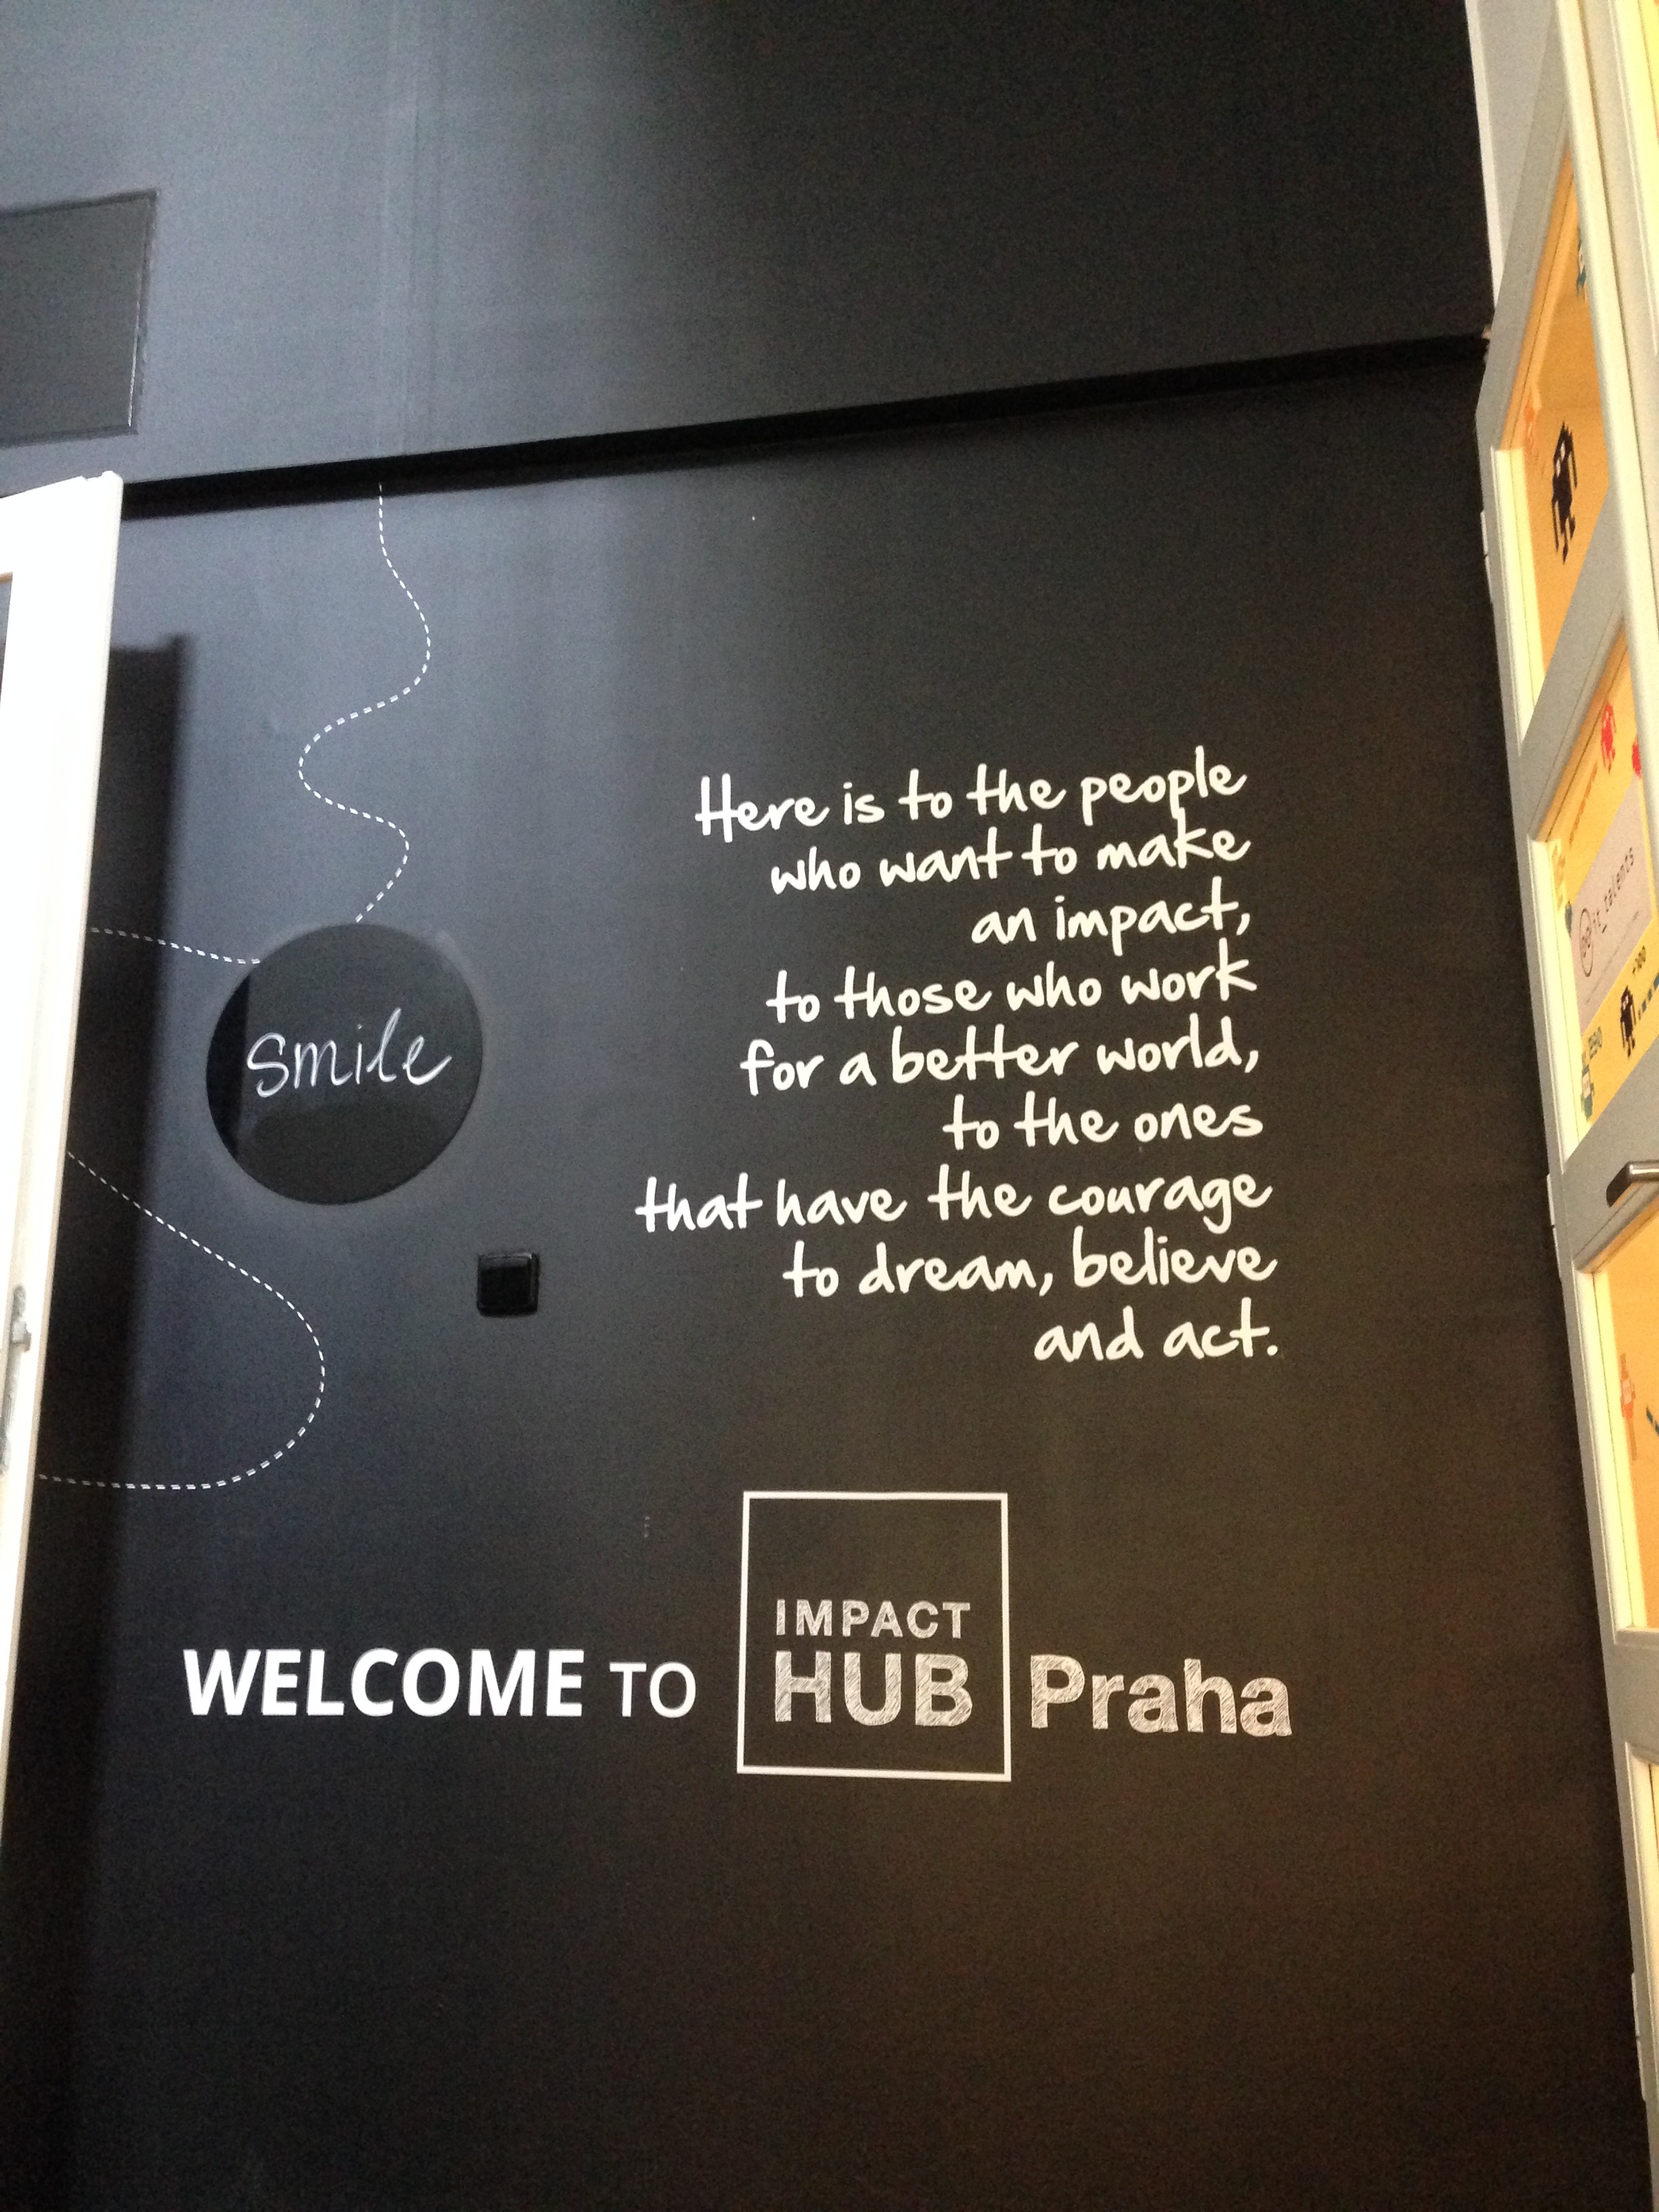 Here is to the people
who want to make
an impact,
to those who work
for a better world,
to the ones
that have the courage
to dream, believe
and act.
smile
WELCOME TO IMPACT HUB Praha
it_talents